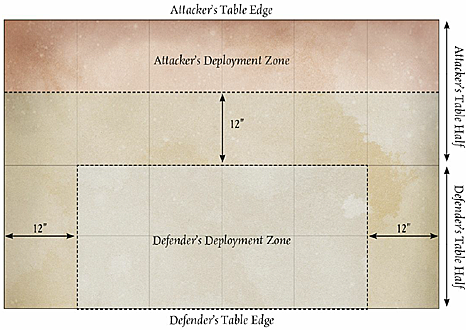 Attacker's Table Edge
Attacker's Deployment Zone
Attacker's Table Half
12"
12"
Defender's Deployment Zone
12"
Defender's Table Half
Defender's Table Edge